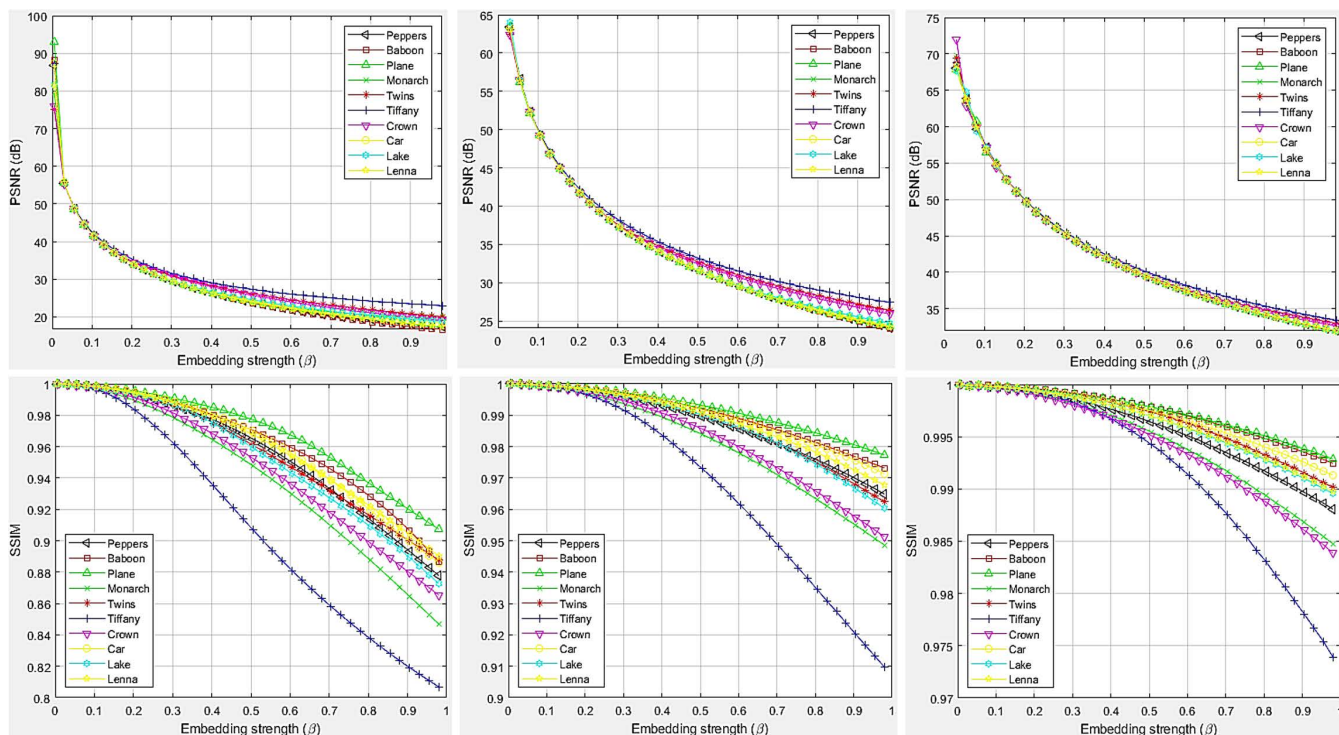 100
90
80
70
60
50
40
30
20
PSNR (dB)
0 0.1 0.2 0.3 0.4 0.5 0.6 0.7 0.8 0.9
Embedding strength (β)
Peppers
Baboon
Plane
Monarch
Twins
Tiffany
Crown
Car
Lake
Lenna
65
60
55
50
45
40
35
30
25
PSNR (dB)
0 0.1 0.2 0.3 0.4 0.5 0.6 0.7 0.8 0.9
Embedding strength (β)
Peppers
Baboon
Plane
Monarch
Twins
Tiffany
Crown
Car
Lake
Lenna
75
70
65
60
55
50
45
40
35
PSNR (dB)
0 0.1 0.2 0.3 0.4 0.5 0.6 0.7 0.8 0.9
Embedding strength (β)
Peppers
Baboon
Plane
Monarch
Twins
Tiffany
Crown
Car
Lake
Lenna
1
0.98
0.96
0.94
0.92
0.9
0.88
0.86
0.84
0.82
0.8
SSIM
0 0.1 0.2 0.3 0.4 0.5 0.6 0.7 0.8 0.9 1
Embedding strength (β)
Peppers
Baboon
Plane
Monarch
Twins
Tiffany
Crown
Car
Lake
Lenna
1
0.99
0.98
0.97
0.96
0.95
0.94
0.93
0.92
0.91
0.9
SSIM
0 0.1 0.2 0.3 0.4 0.5 0.6 0.7 0.8 0.9 1
Embedding strength (β)
Peppers
Baboon
Plane
Monarch
Twins
Tiffany
Crown
Car
Lake
Lenna
1
0.995
0.99
0.985
0.98
0.975
0.97
SSIM
0 0.1 0.2 0.3 0.4 0.5 0.6 0.7 0.8 0.9 1
Embedding strength (β)
Peppers
Baboon
Plane
Monarch
Twins
Tiffany
Crown
Car
Lake
Lenna